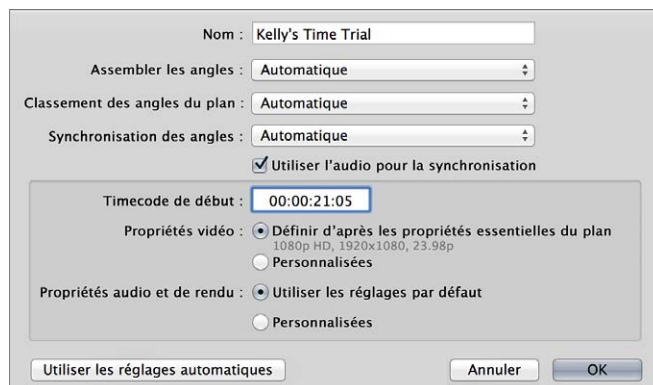 Nom : Kelly's Time Trial
Assembler les angles : Automatique
Classement des angles du plan : Automatique
Synchronisation des angles : Automatique
Utiliser l'audio pour la synchronisation
Timecode de début : 00:00:21:05
Propriétés vidéo : Définir d'après les propriétés essentielles du plan
1080p HD, 1920x1080, 23.98p
Personnalisées
Propriétés audio et de rendu : Utiliser les réglages par défaut
Personnalisées
Utiliser les réglages automatiques Annuler OK